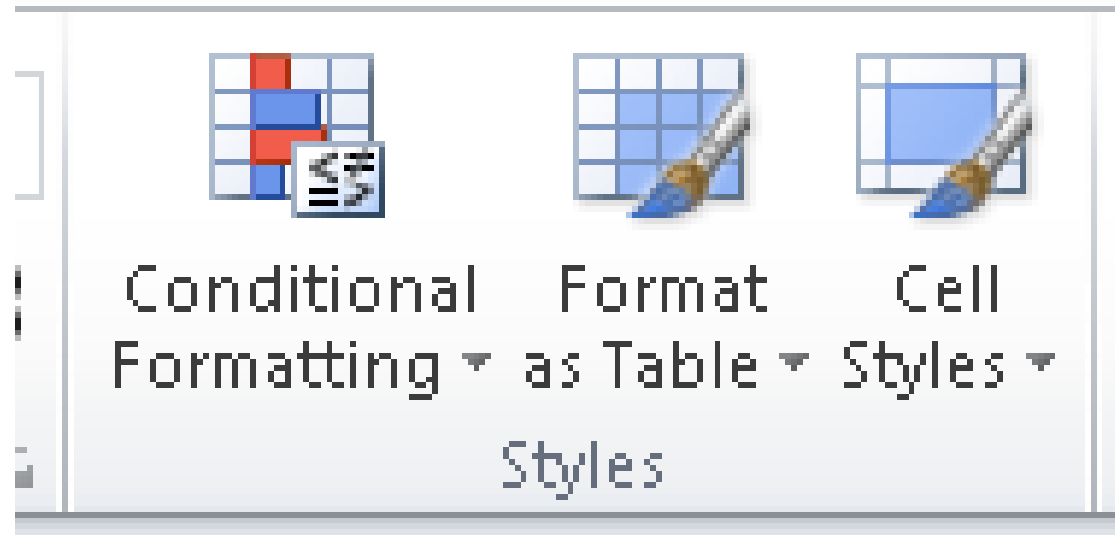 Conditional Formatting
Format as Table
Cell Styles
Styles